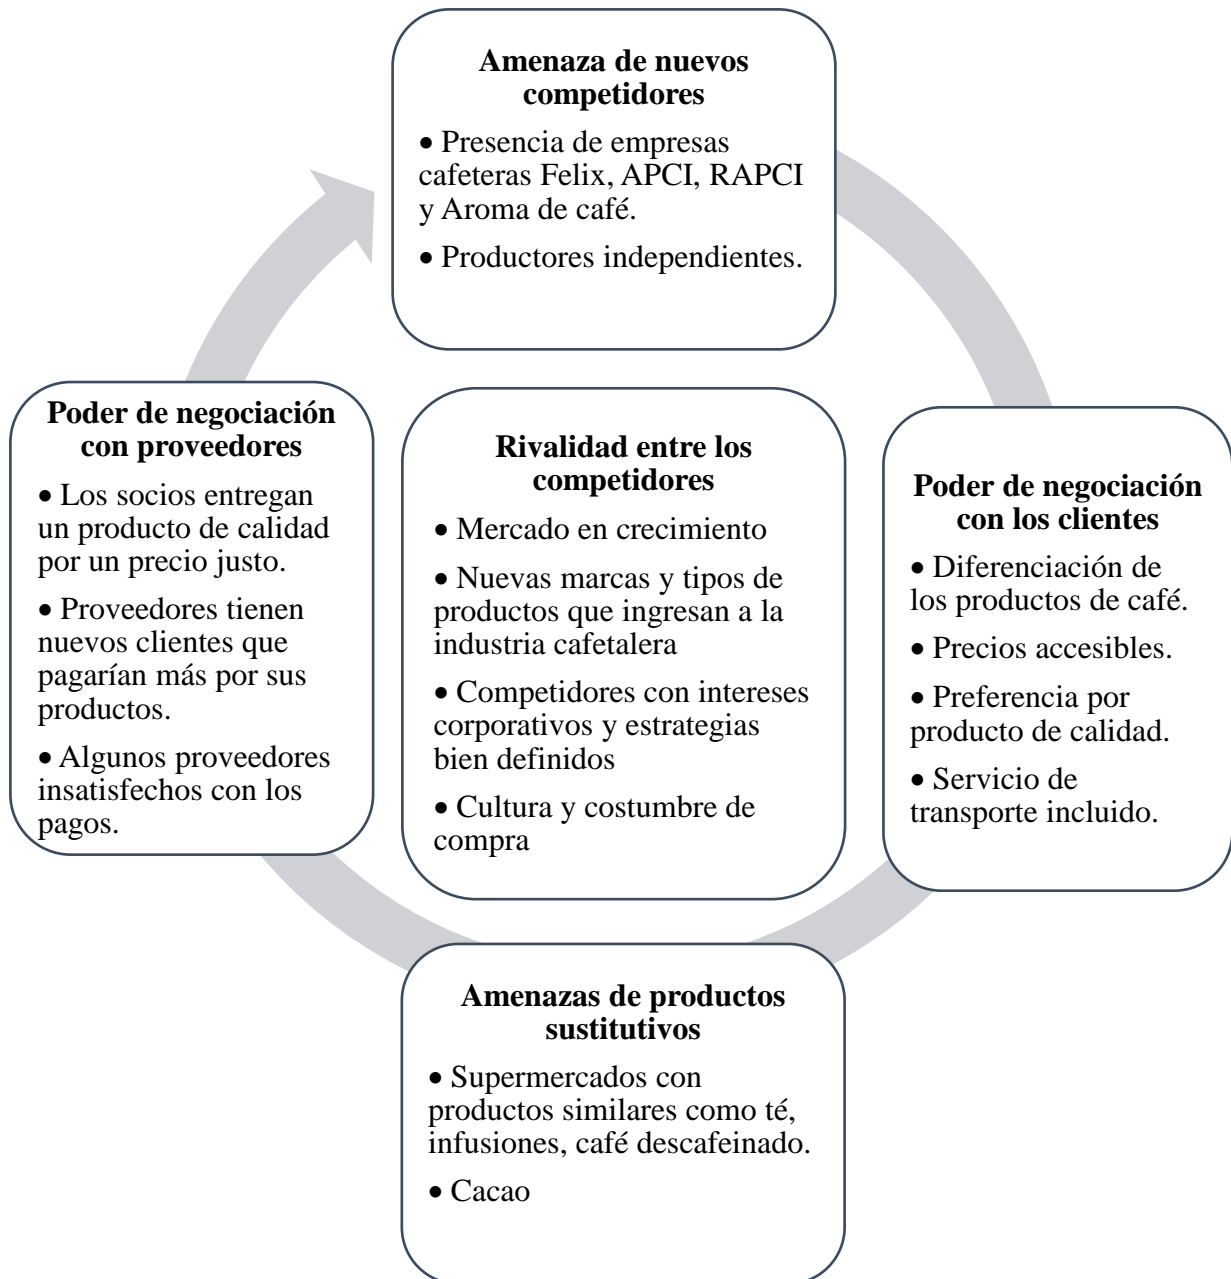 Amenaza de nuevos
competidores
• Presencia de empresas
cafeteras Felix, APCI, RAPCI
y Aroma de café.
• Productores independientes.
Poder de negociación
con proveedores
• Los socios entregan
un producto de calidad
por un precio justo.
• Proveedores tienen
nuevos clientes que
pagarían más por sus
productos.
• Algunos proveedores
insatisfechos con los
pagos.
Rivalidad entre los
competidores
• Mercado en crecimiento
• Nuevas marcas y tipos de
productos que ingresan a la
industria cafetalera
• Competidores con intereses
corporativos y estrategias
bien definidos
• Cultura y costumbre de
compra
Poder de negociación
con los clientes
• Diferenciación de
los productos de café.
• Precios accesibles.
• Preferencia por
producto de calidad.
• Servicio de
transporte incluido.
Amenazas de productos
sustitutivos
• Supermercados con
productos similares como té,
infusiones, café descafeinado.
• Cacao